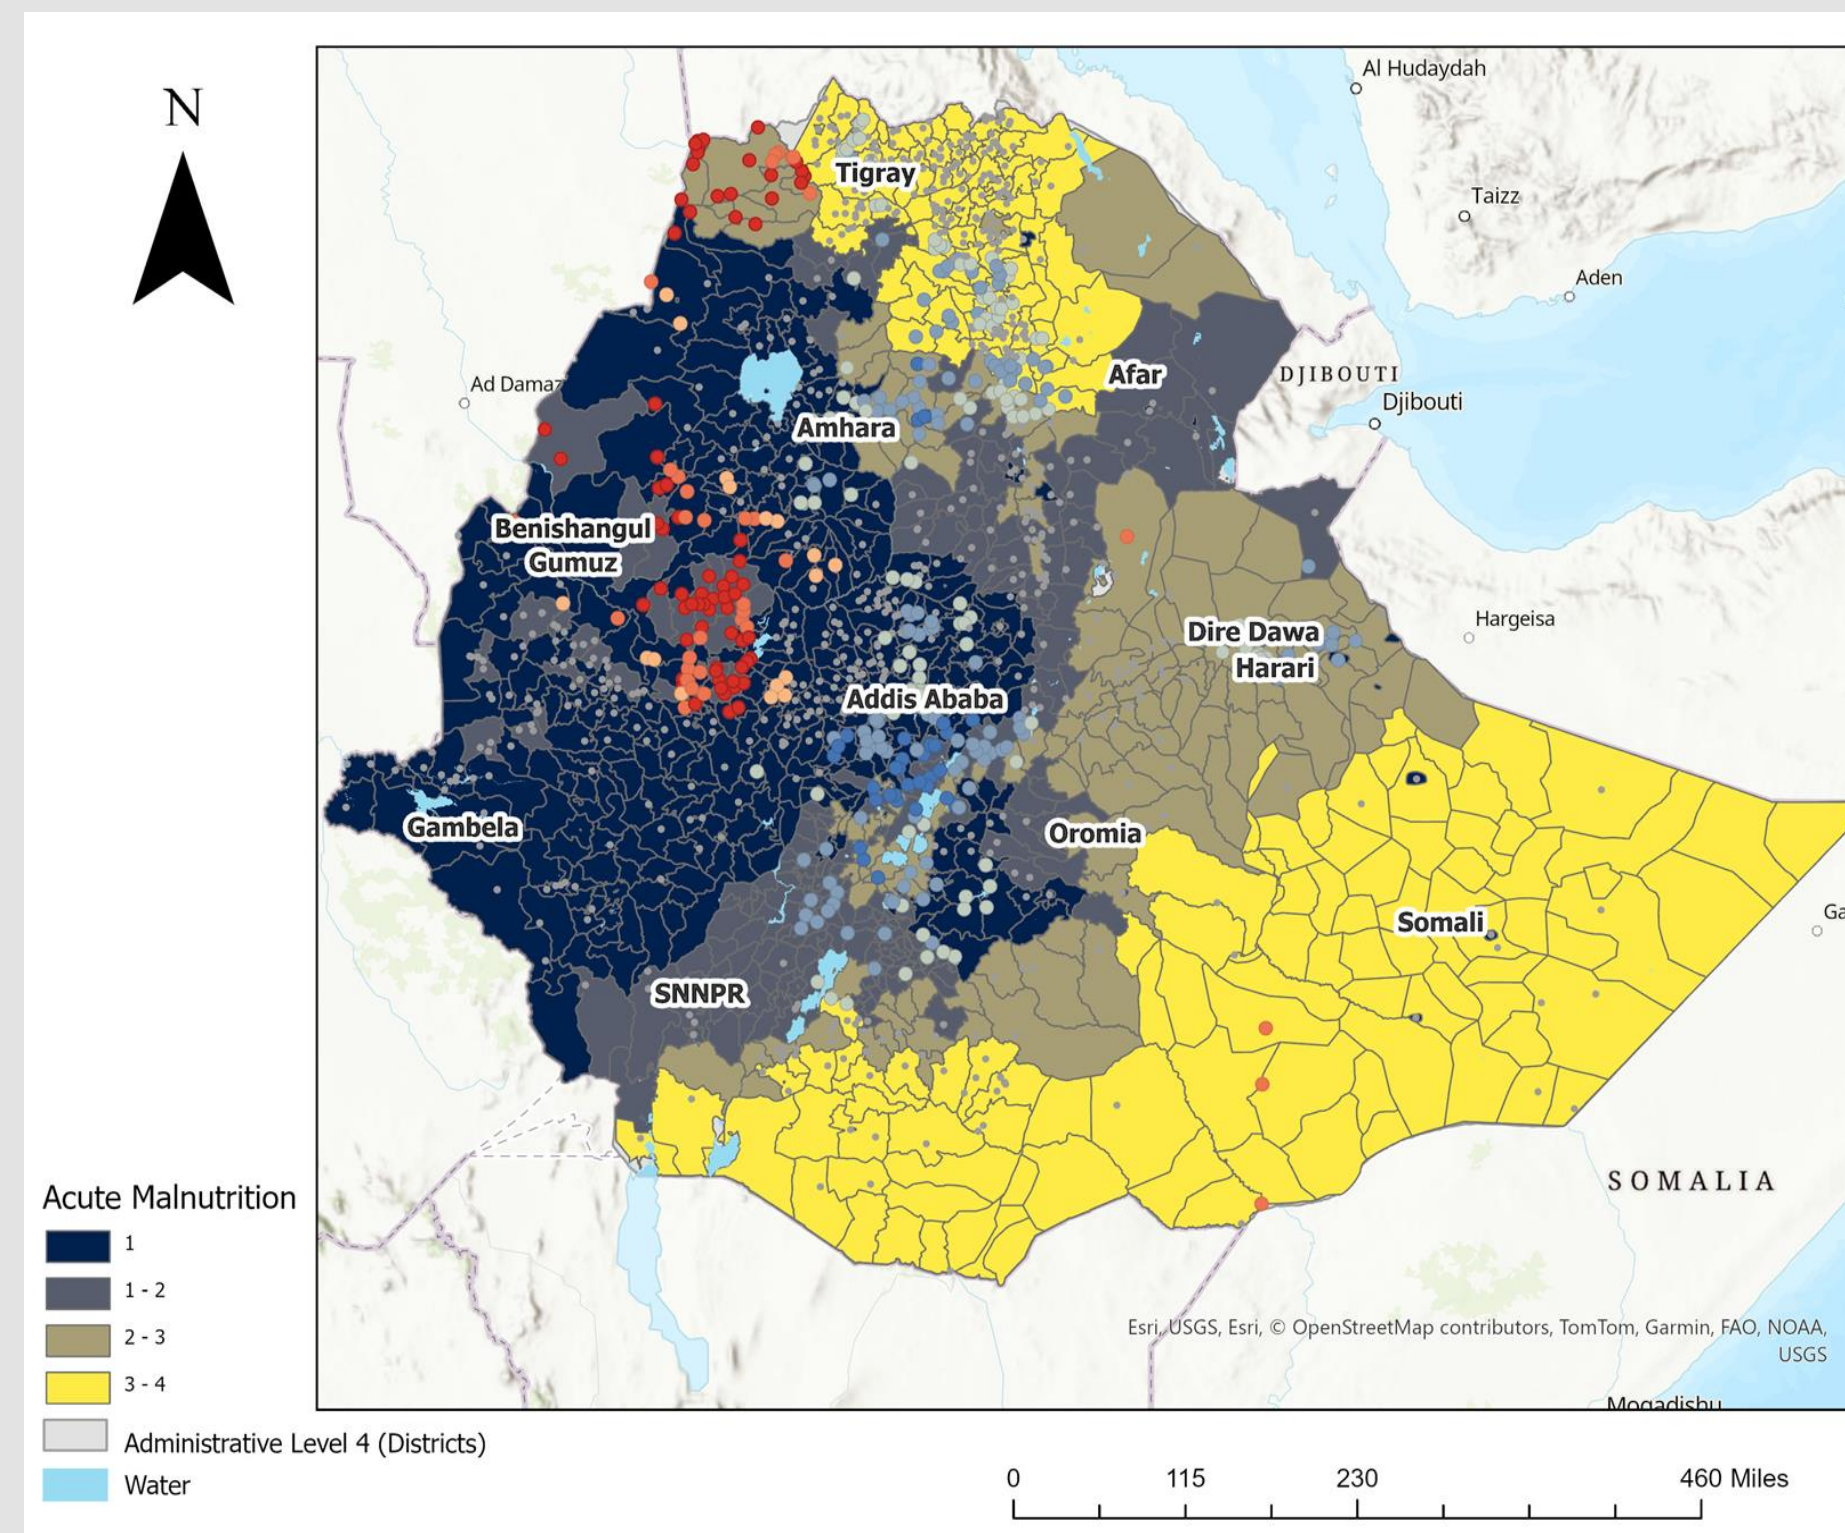 N
Al Hudaydah
Taizz
Aden
Tigray
Ad Damaz
Afar
DJIBOUTI
Djibouti
Amhara
Benishangul
Gumuz
Hargeisa
Dire Dawa
Harari
Addis Ababa
Gambela
Oromia
Somali
Ga
SNNPR
SOMALIA
Esri, USGS, Esri, © OpenStreetMap contributors, TomTom, Garmin, FAO, NOAA,
USGS
Mogadishu
Acute Malnutrition
1
1 - 2
2 - 3
3 - 4
Administrative Level 4 (Districts)
Water
0 115 230 460 Miles